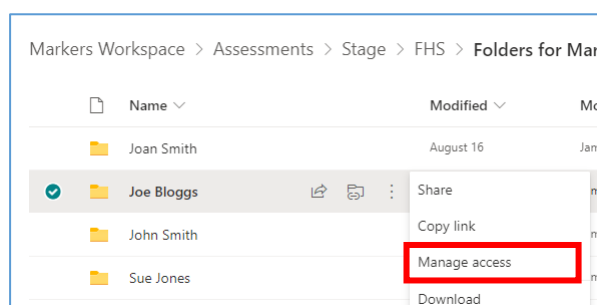 Markers Workspace > Assessments > Stage > FHS > Folders for Mar
Name Modified
Joan Smith August 16 Jan
Joe Bloggs Share
Copy link
John Smith
Manage access
Sue Jones
Download